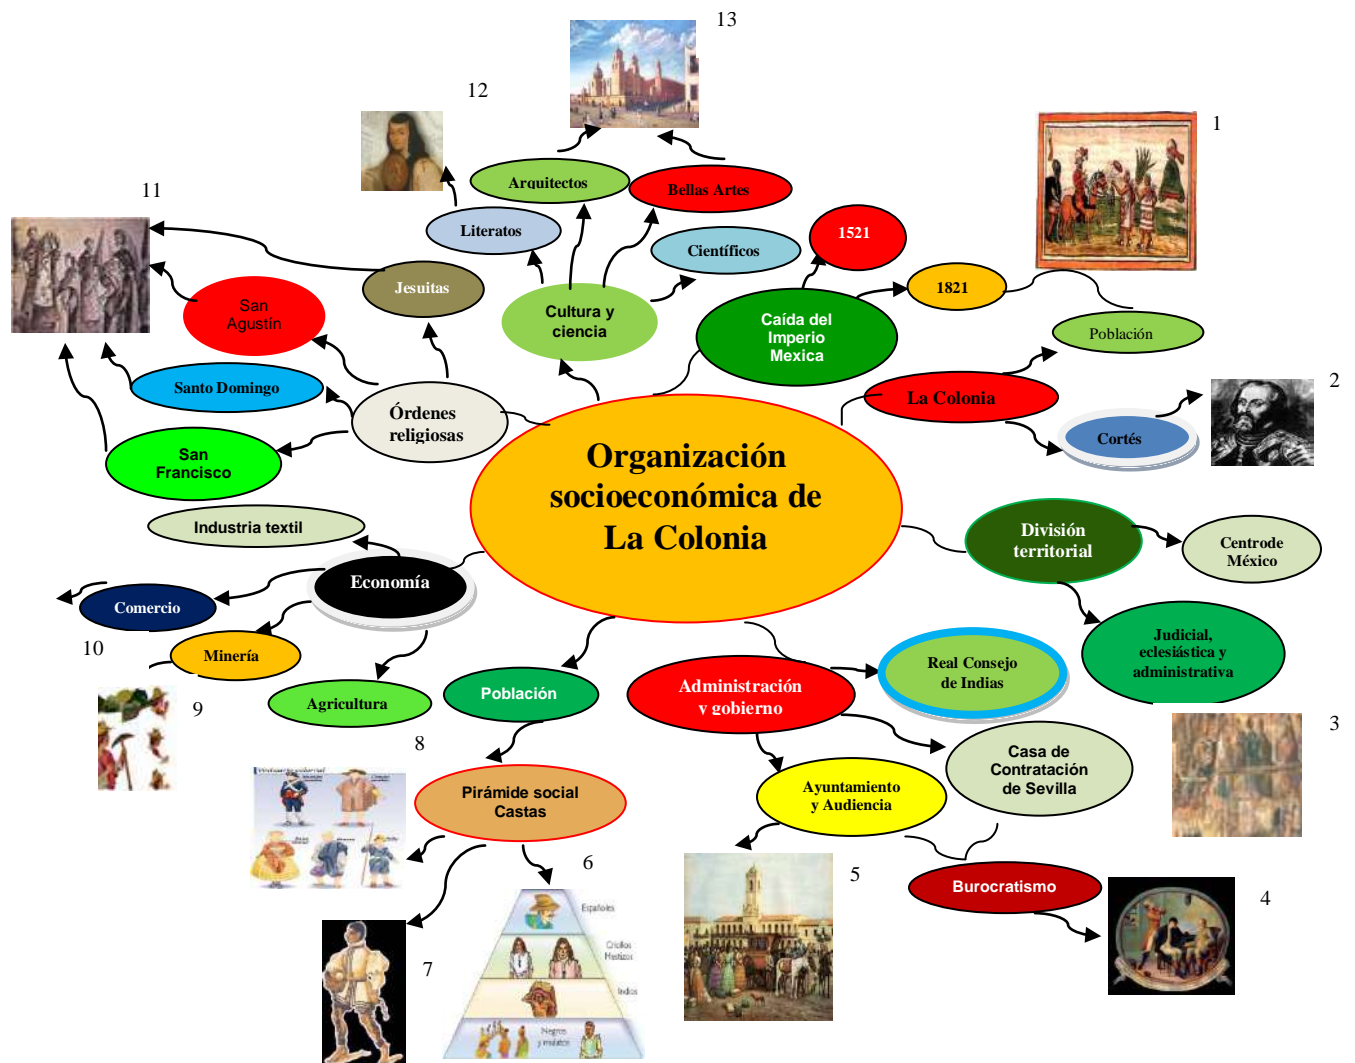 13
12
1
Arquitectos
Bellas Artes
11
Literatos
1521
Científicos
Jesuitas
1821
San
Agustín
Cultura y
ciencia
Caída del
Imperio
Mexica
Población
2
Santo Domingo
Órdenes
religiosas
La Colonia
Cortés
San
Francisco
Organización
socioeconómica de
La Colonia
Industria textil
División
territorial
Centrode
México
Economía
Comercio
10
Minería
Judicial,
eclesiástica y
administrativa
Real Consejo
de Indias
Administración
y gobierno
Población
Agricultura
9
8
3
Casa de
Contratación
de Sevilla
Pirámide social
Castas
Ayuntamiento
y Audiencia
6
5
Burocratismo
4
Españoles
7
Criollos
Mestizos
Indios
Negros
y mulatos